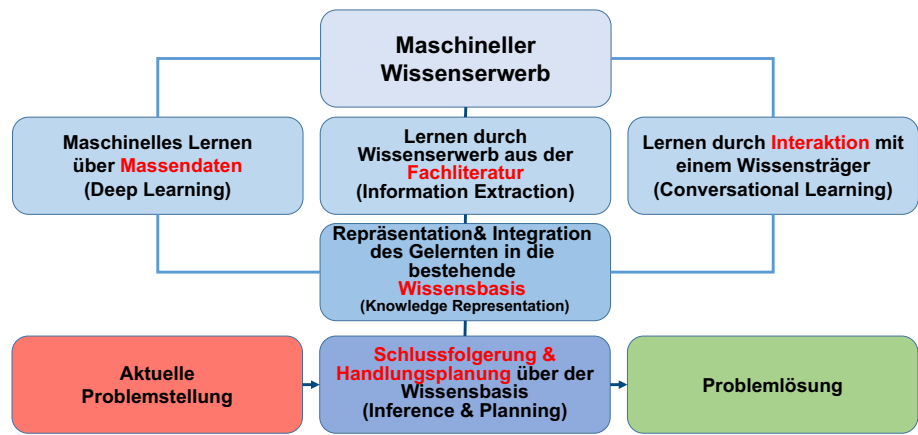 Maschineller
Wissenserwerb
Maschinelles Lernen
über Massendaten
(Deep Learning)
Lernen durch
Wissenserwerb aus der
Fachliteratur
(Information Extraction)
Lernen durch Interaktion mit
einem Wissensträger
(Conversational Learning)
Repräsentation& Integration
des Gelernten in die
bestehende
Wissensbasis
(Knowledge Representation)
Aktuelle
Problemstellung
Schlussfolgerung &
Handlungsplanung über der
Wissensbasis
(Inference & Planning)
Problemlösung